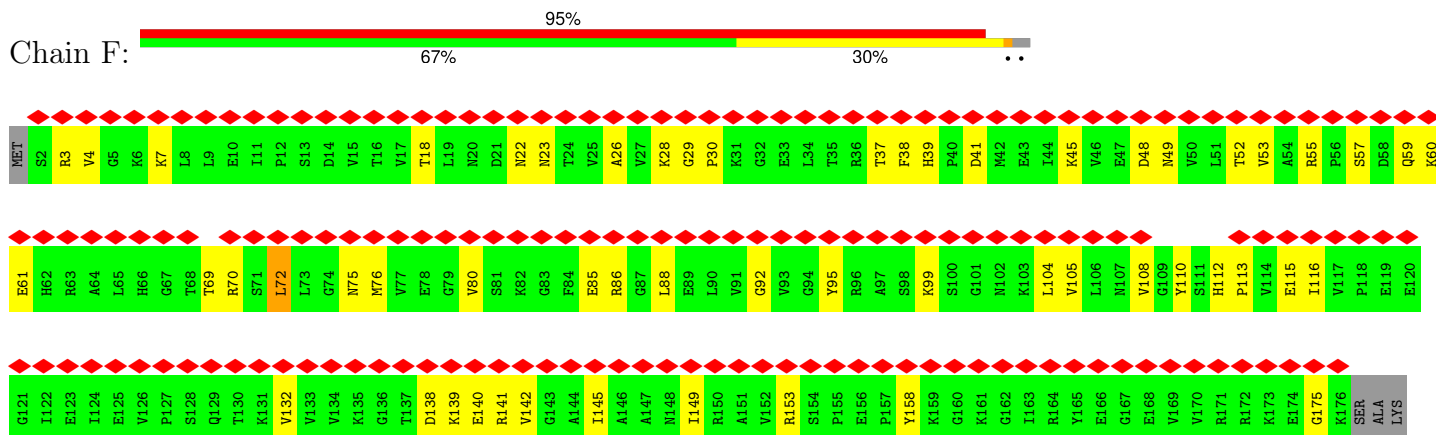 95%
Chain F:
67% 30% ..
MET S2 R3 V4 G5 K6 K7 L8 L9 E10 I11 P12 S13 D14 V15 T16 V17 T18 L19 N20 D21 N22 N23 T24 V25 A26 V27 K28 G29 P30 K31 G32 E33 L34 T35 R36 T37 F38 H39 P40 D41 M42 E43 I44 K45 V46 E47 D48 N49 V50 L51 T52 V53 A54 R55 P56 S57 D58 Q59 K60
E61 H62 R63 A64 L65 H66 G67 T68 T69 R70 S71 L72 L73 G74 N75 M76 V77 E78 G79 V80 S81 K82 G83 F84 E85 R86 G87 L88 E89 L90 V91 G92 V93 G94 Y95 R96 A97 S98 K99 S100 G101 N102 K103 L104 V105 L106 N107 V108 G109 Y110 S111 H112 P113 V114 E115 I116 V117 P118 E119 E120
G121 I122 E123 I124 E125 V126 P127 S128 Q129 T130 K131 V132 V133 V134 K135 G136 T137 D138 K139 E140 R141 V142 G143 A144 I145 A146 A147 N148 I149 R150 A151 V152 R153 S154 P155 E156 P157 Y158 K159 G160 K161 G162 I163 R164 Y165 E166 G167 E168 V169 V170 R171 R172 K173 E174 G175 K176 SER ALA LYS